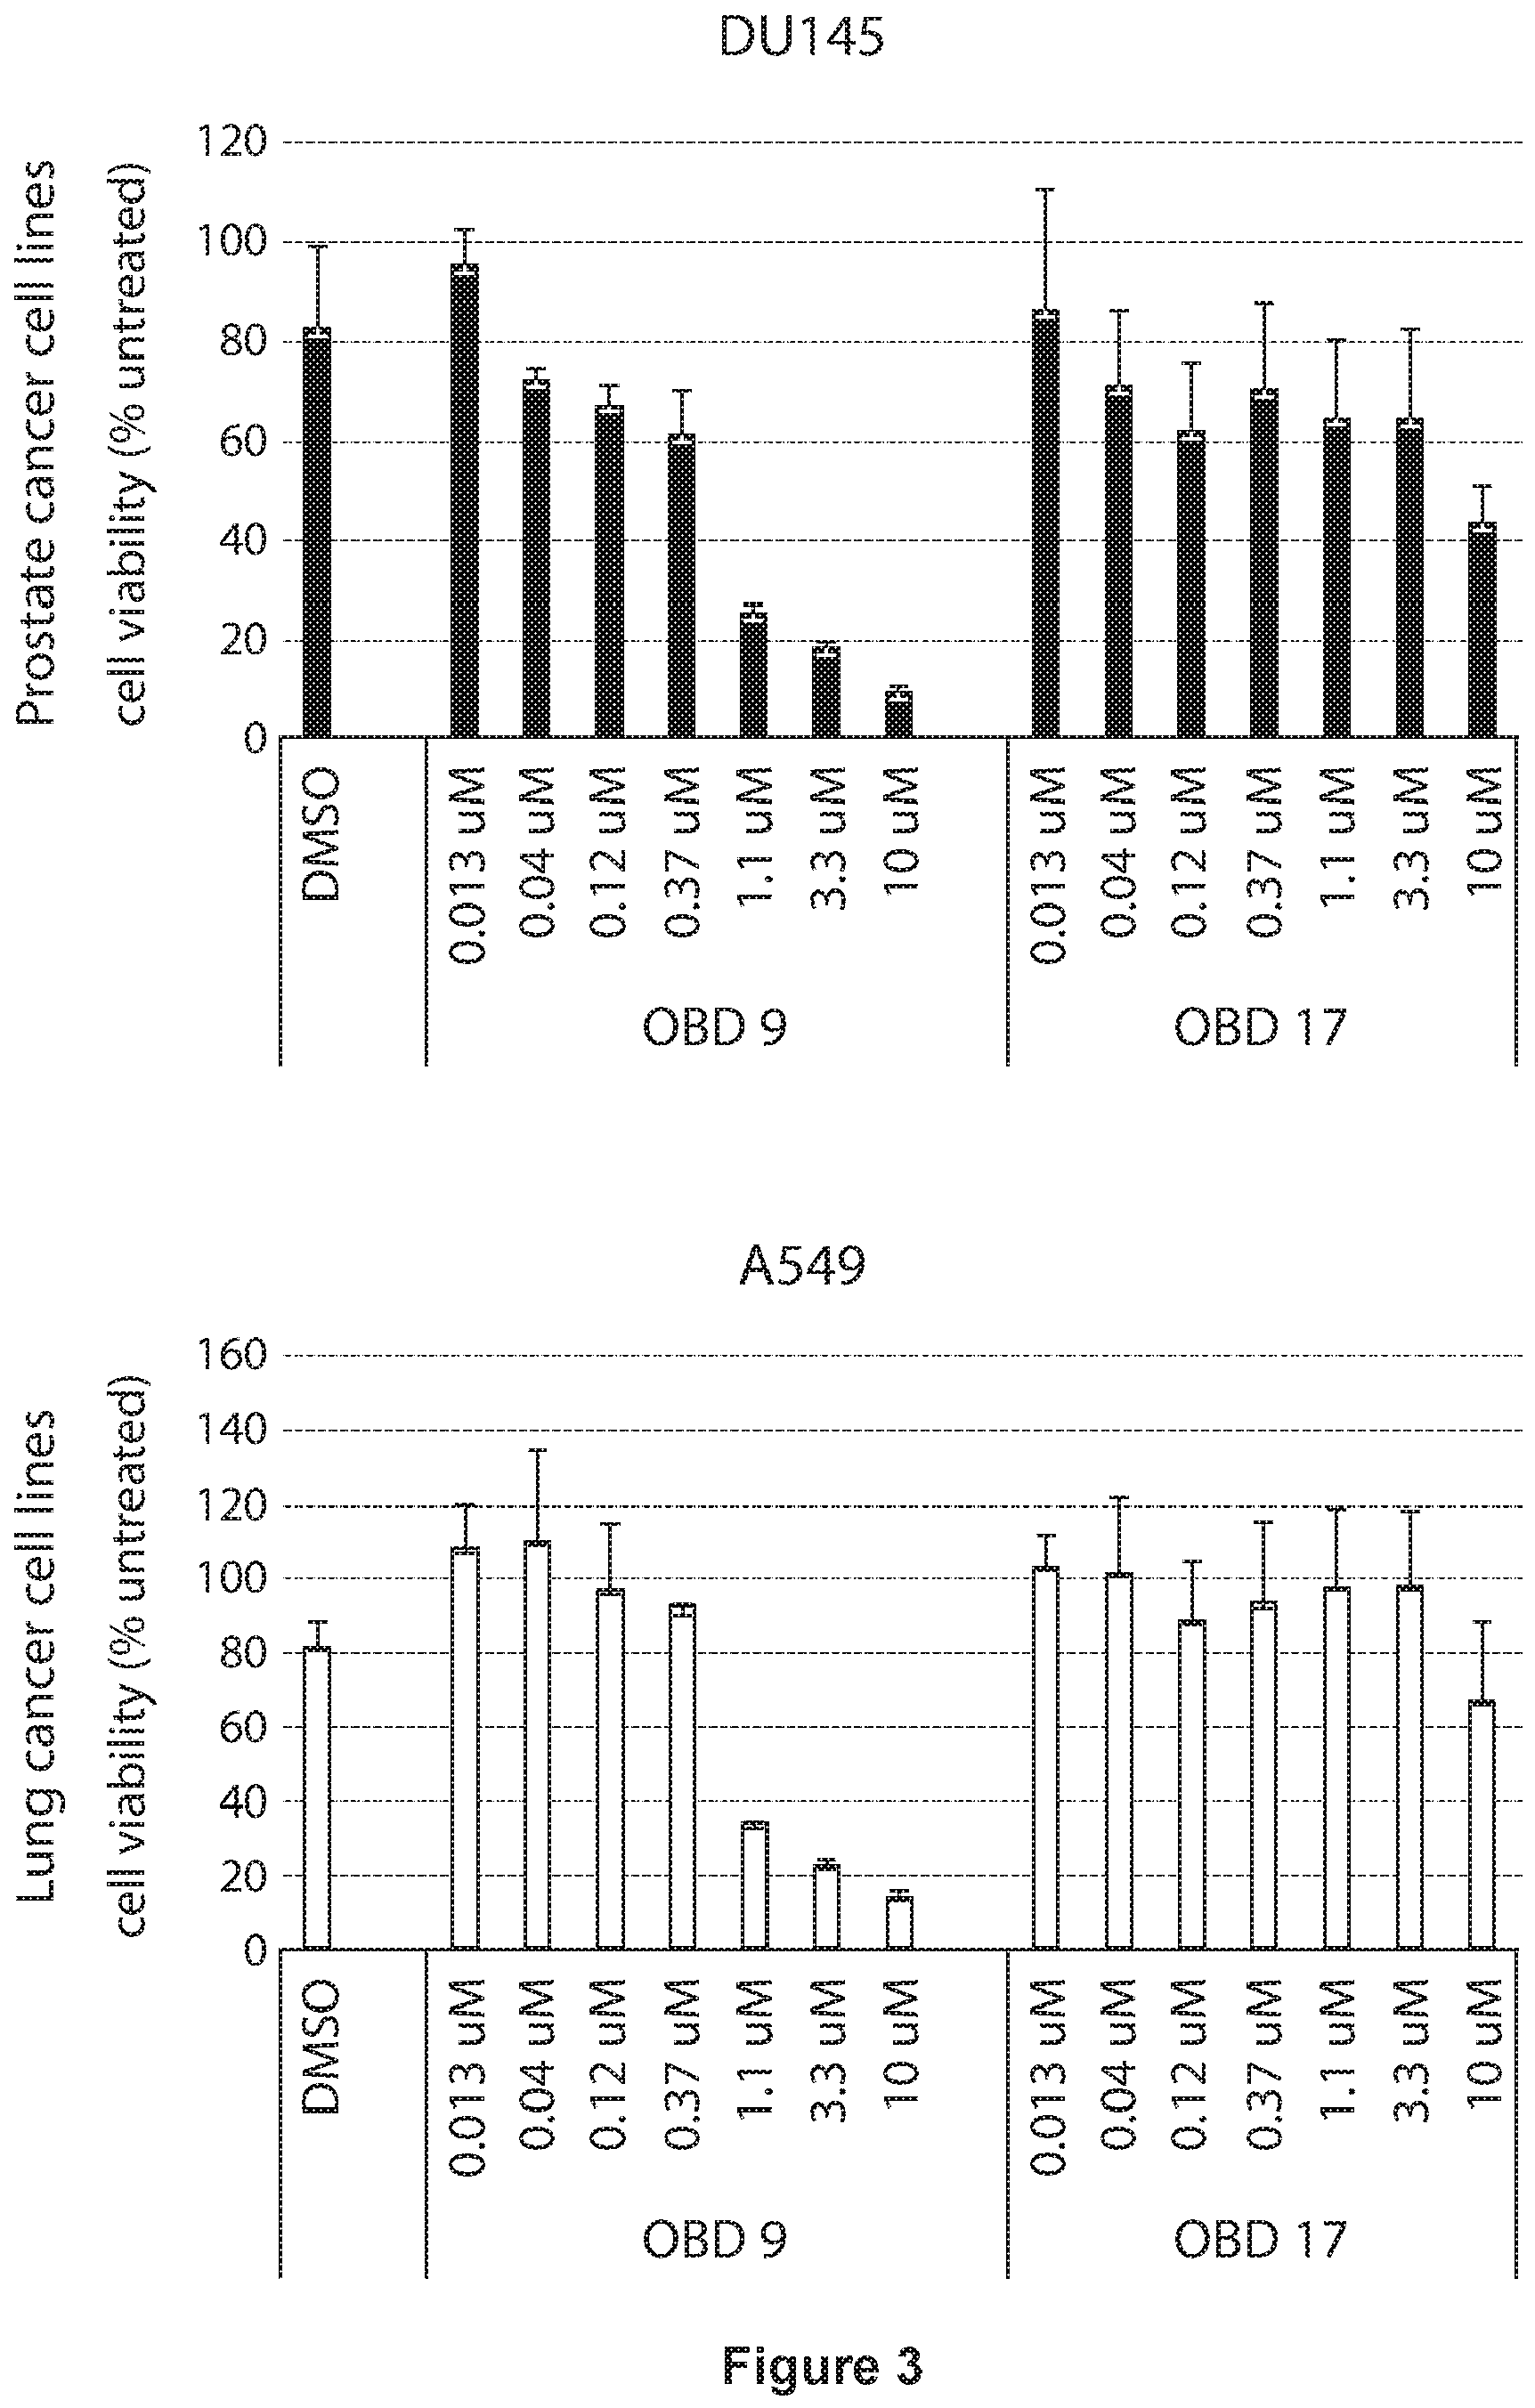 DU145
Prostate cancer cell lines
cell viability (% untreated)
120
100
80
60
40
20
0
DMSO
0.013 uM
0.04 uM
0.12 uM
0.37 uM
1.1 uM
3.3 uM
10 uM
0.013 uM
0.04 uM
0.12 uM
0.37 uM
1.1 uM
3.3 uM
10 uM
OBD 9
OBD 17
A549
Lung cancer cell lines
cell viability (% untreated)
160
140
120
100
80
60
40
20
0
DMSO
0.013 uM
0.04 uM
0.12 uM
0.37 uM
1.1 uM
3.3 uM
10 uM
0.013 uM
0.04 uM
0.12 uM
0.37 uM
1.1 uM
3.3 uM
10 uM
OBD 9
OBD 17
Figure 3